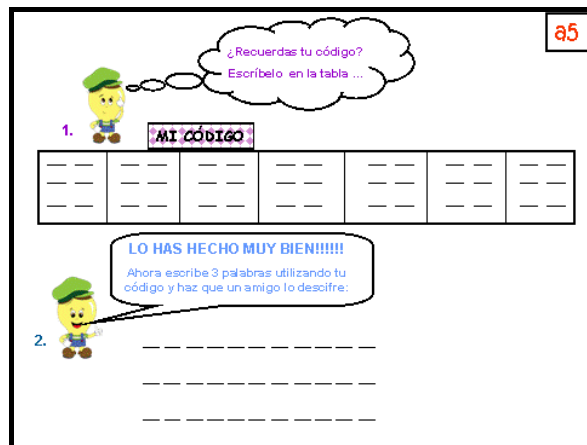 a5
¿Recuerdas tu código?
Escríbelo en la tabla ...
1.
MI CÓDIGO
LO HAS HECHO MUY BIEN!!!!!!
Ahora escribe 3 palabras utilizando tu
código y haz que un amigo lo descifre:
2.